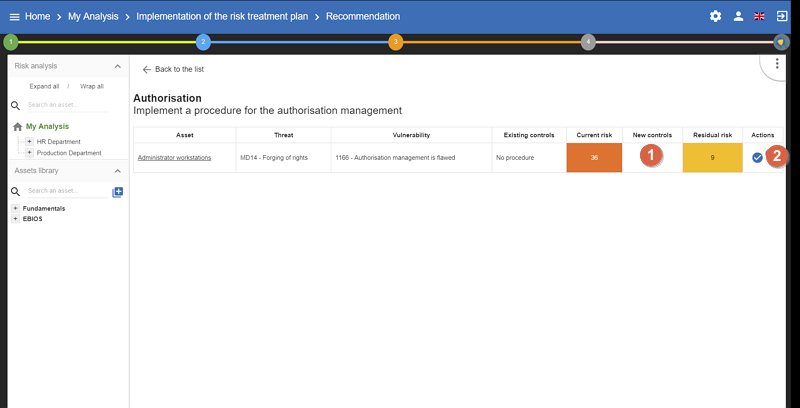 Home > My Analysis > Implementation of the risk treatment plan > Recommendation
1 2 3 4
Risk analysis
Expand all / Wrap all
Search an asset...
My Analysis
HR Department
Production Department
Assets library
Search an asset...
Fundamentals
EBIOS
Back to the list
Authorisation
Implement a procedure for the authorisation management
Asset Threat Vulnerability Existing controls Current risk New controls Residual risk Actions
Administrator workstations MD14 - Forging of rights 1166 - Authorisation management is flawed No procedure 36 1 9 2